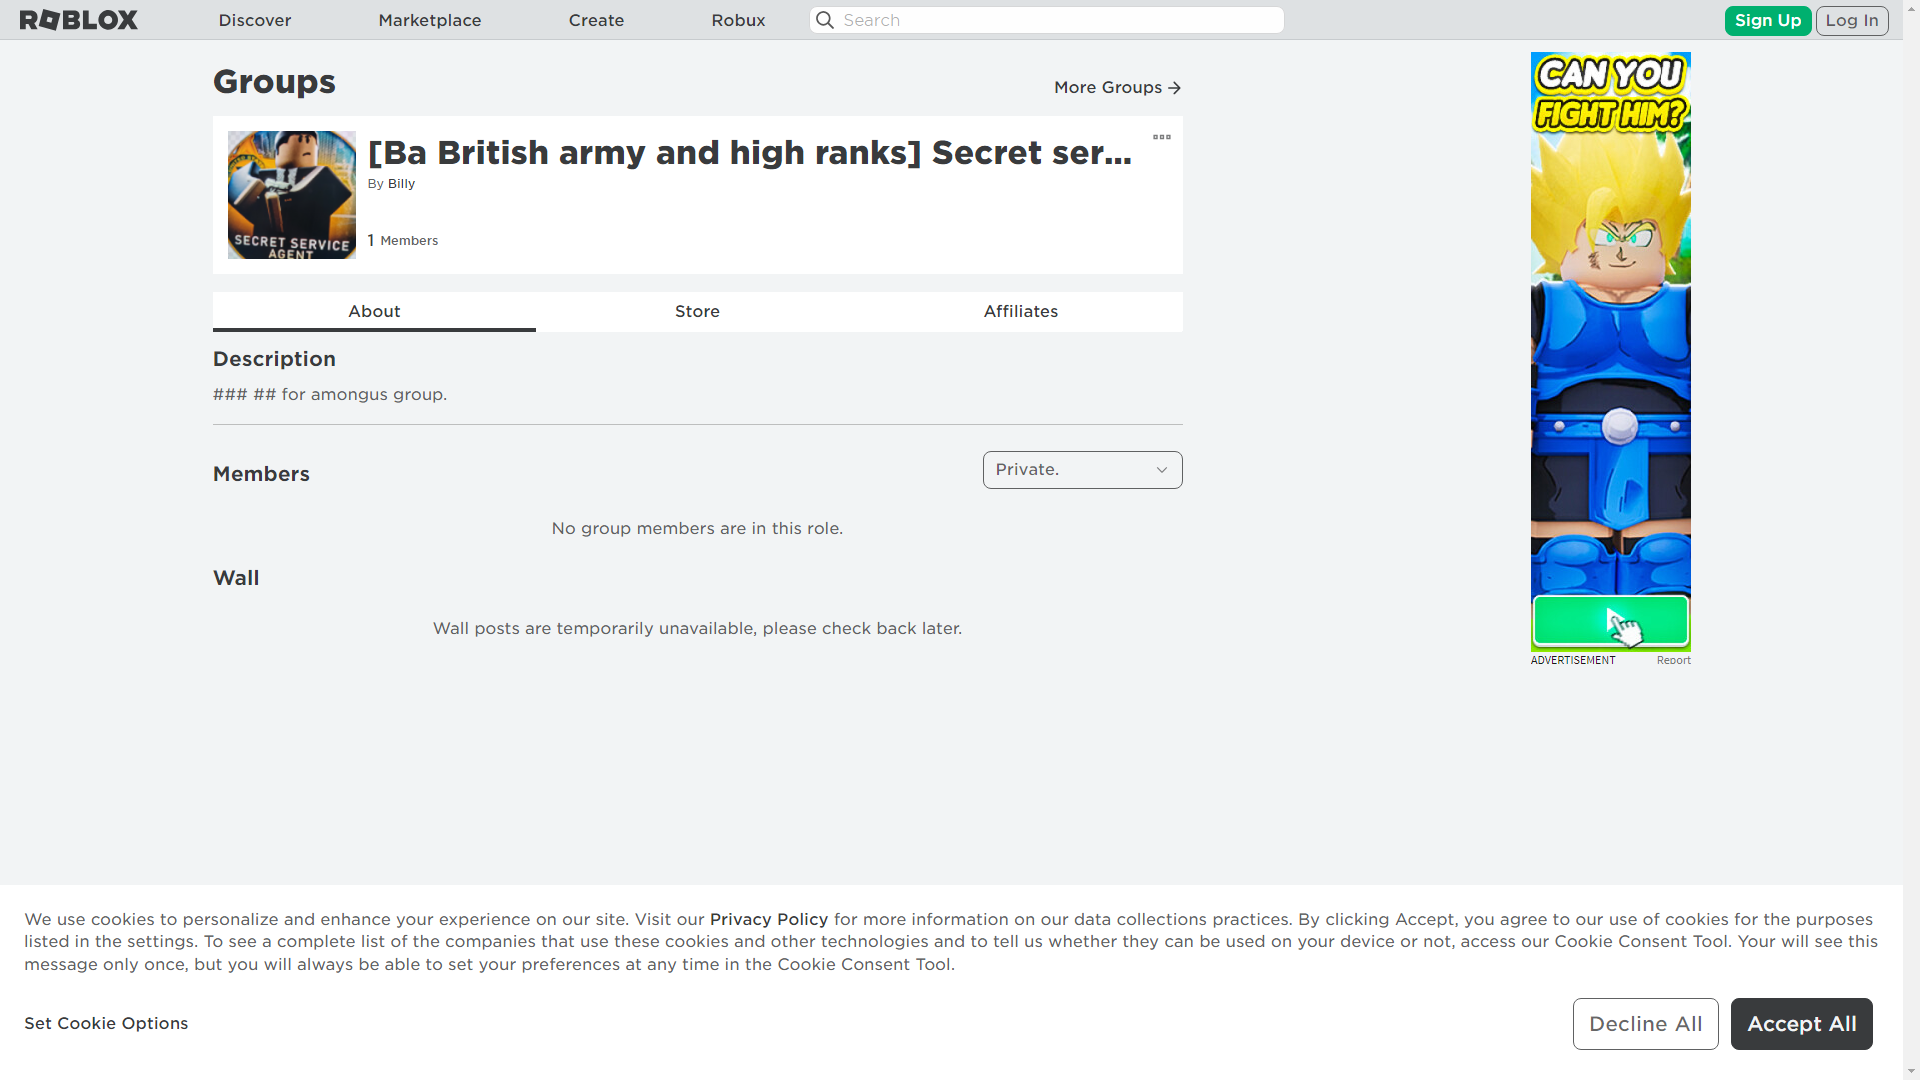 ROBLOX
Discover
Marketplace
Create
Robux
Search
Sign Up
Log In
Groups
More Groups
[Ba British army and high ranks] Secret ser...
By Billy
1 Members
SECRET SERVICE
AGENT
About
Store
Affiliates
Description
### ## for amongus group.
Members
Private.
No group members are in this role.
Wall
Wall posts are temporarily unavailable, please check back later.
CAN YOU
FIGHT HIM?
ADVERTISEMENT
Report
We use cookies to personalize and enhance your experience on our site. Visit our Privacy Policy for more information on our data collections practices. By clicking Accept, you agree to our use of cookies for the purposes
listed in the settings. To see a complete list of the companies that use these cookies and other technologies and to tell us whether they can be used on your device or not, access our Cookie Consent Tool. Your will see this
message only once, but you will always be able to set your preferences at any time in the Cookie Consent Tool.
Set Cookie Options
Decline All
Accept All